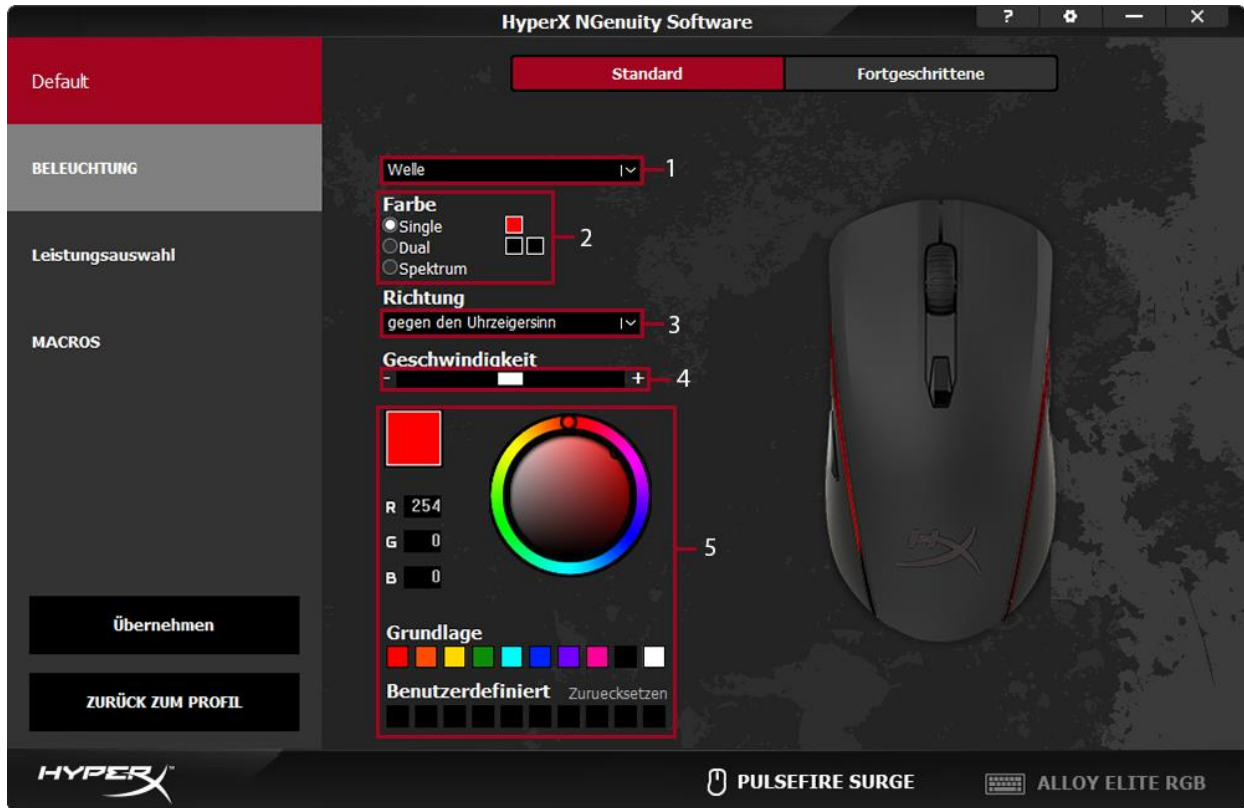 HyperX NGenuity Software
?
Default
Standard
Fortgeschrittene
BELEUCHTUNG
Leistungsauswahl
MACROS
Übernehmen
ZURÜCK ZUM PROFIL
Welle
1
Farbe
Single
Dual
Spektrum
2
Richtung
gegen den Uhrzeigersinn
3
Geschwindigkeit
- +
4
R 254
G 0
B 0
5
Grundlage
Benutzerdefiniert Zuruecksetzen
HYPERX™
PULSEFIRE SURGE
ALLOY ELITE RGB